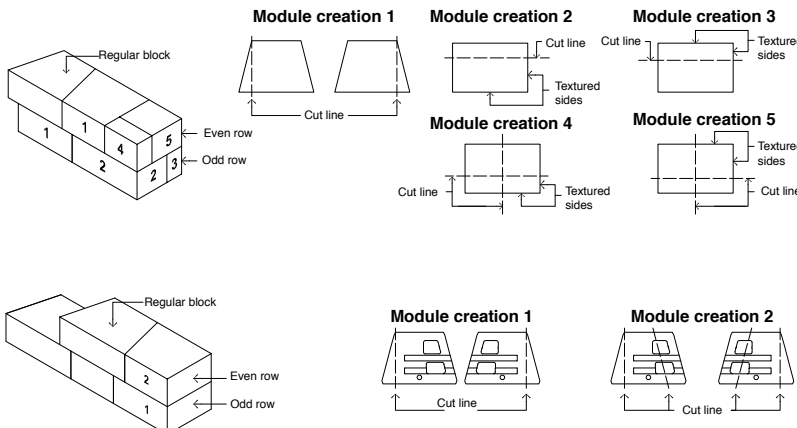 Module creation 1
Module creation 2
Module creation 3
Regular block
Cut line
Cut line
Textured
sides
Textured
sides
Cut line
Module creation 4
Module creation 5
1
1
4
5
Even row
Odd row
2
2
3
Cut line
Textured
sides
Textured
sides
Cut line
Regular block
Module creation 1
Module creation 2
2
Even row
1
Odd row
Cut line
Cut line